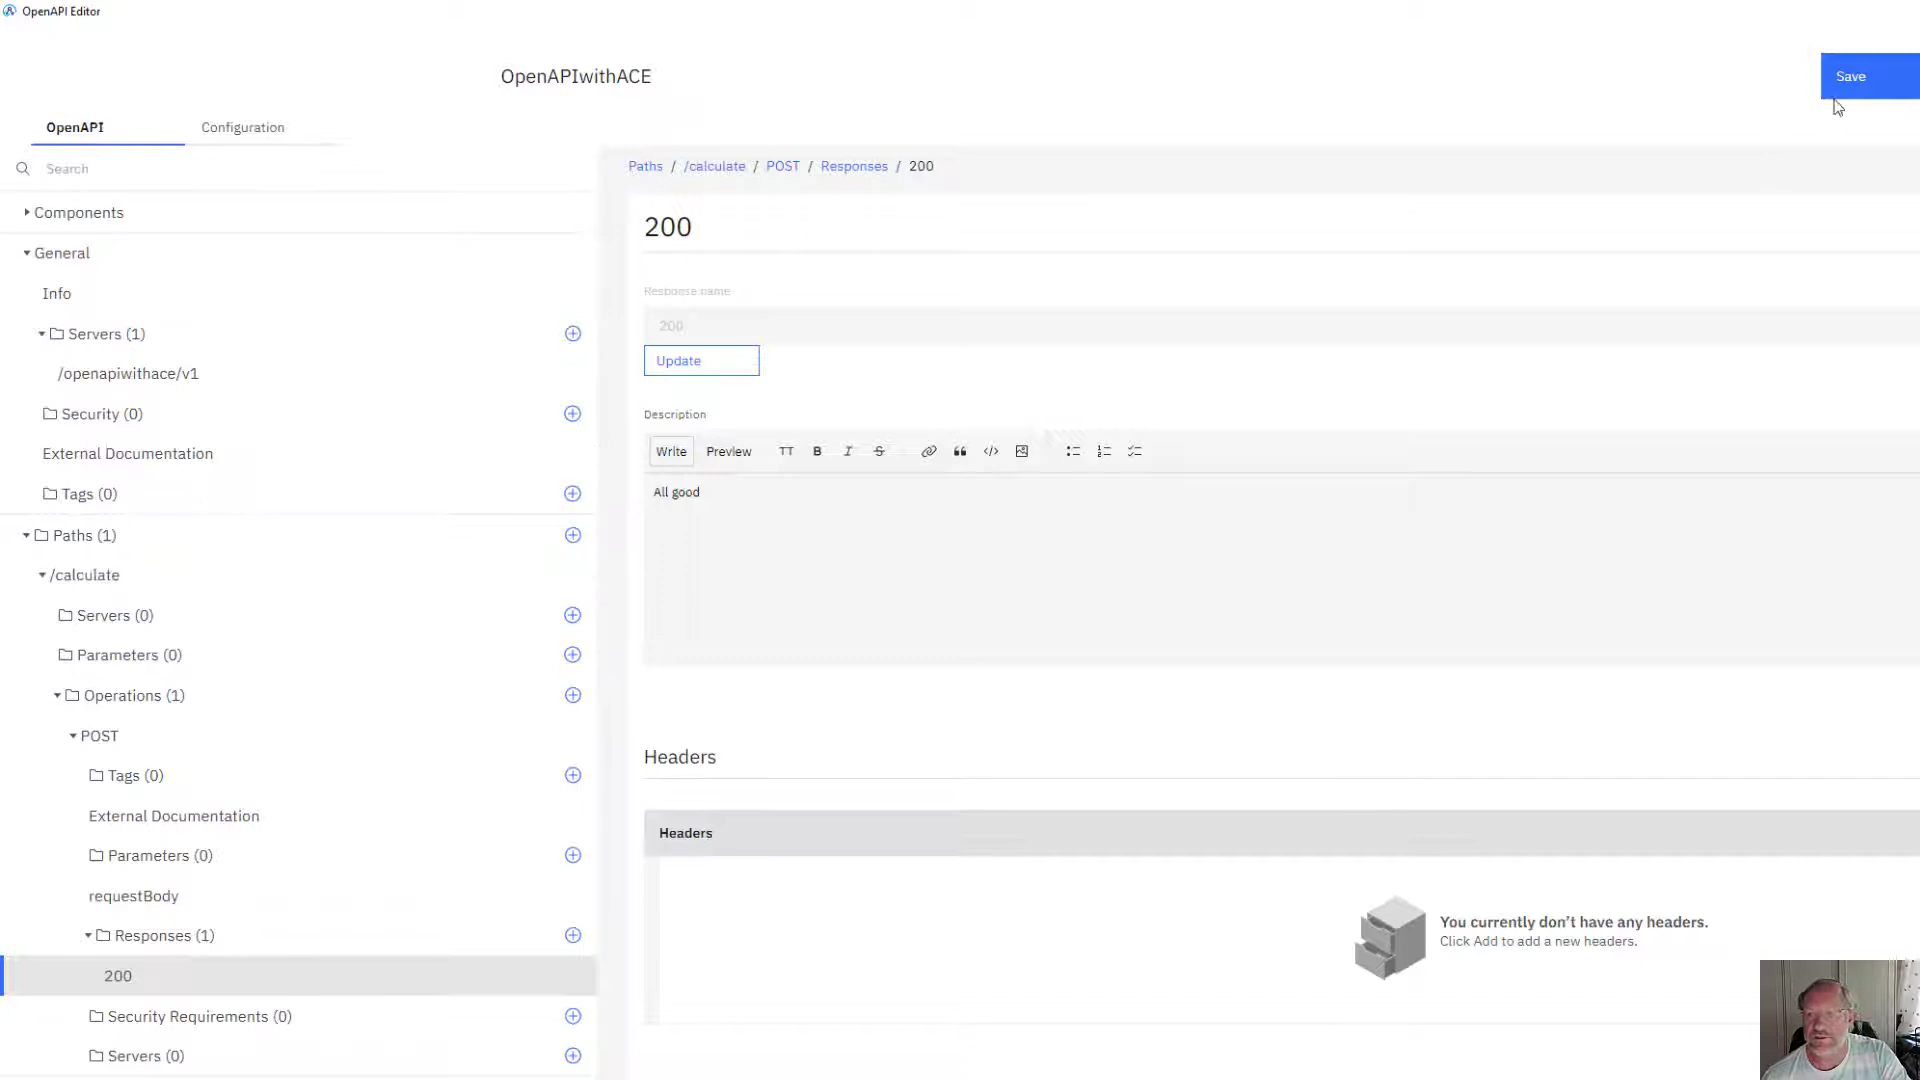 OpenAPI Editor
OpenAPIwithACE
Save
OpenAPI
Configuration
Search
Components
General
Info
Servers (1)
/openapiwithace/v1
Security (0)
External Documentation
Tags (0)
Paths (1)
/calculate
Servers (0)
Parameters (0)
Operations (1)
POST
Tags (0)
External Documentation
Parameters (0)
requestBody
Responses (1)
200
Security Requirements (0)
Servers (0)
Paths / /calculate / POST / Responses / 200
200
Response name
200
Update
Description
Write Preview TT B I S
All good
Headers
Headers
You currently don't have any headers.
Click Add to add a new headers.